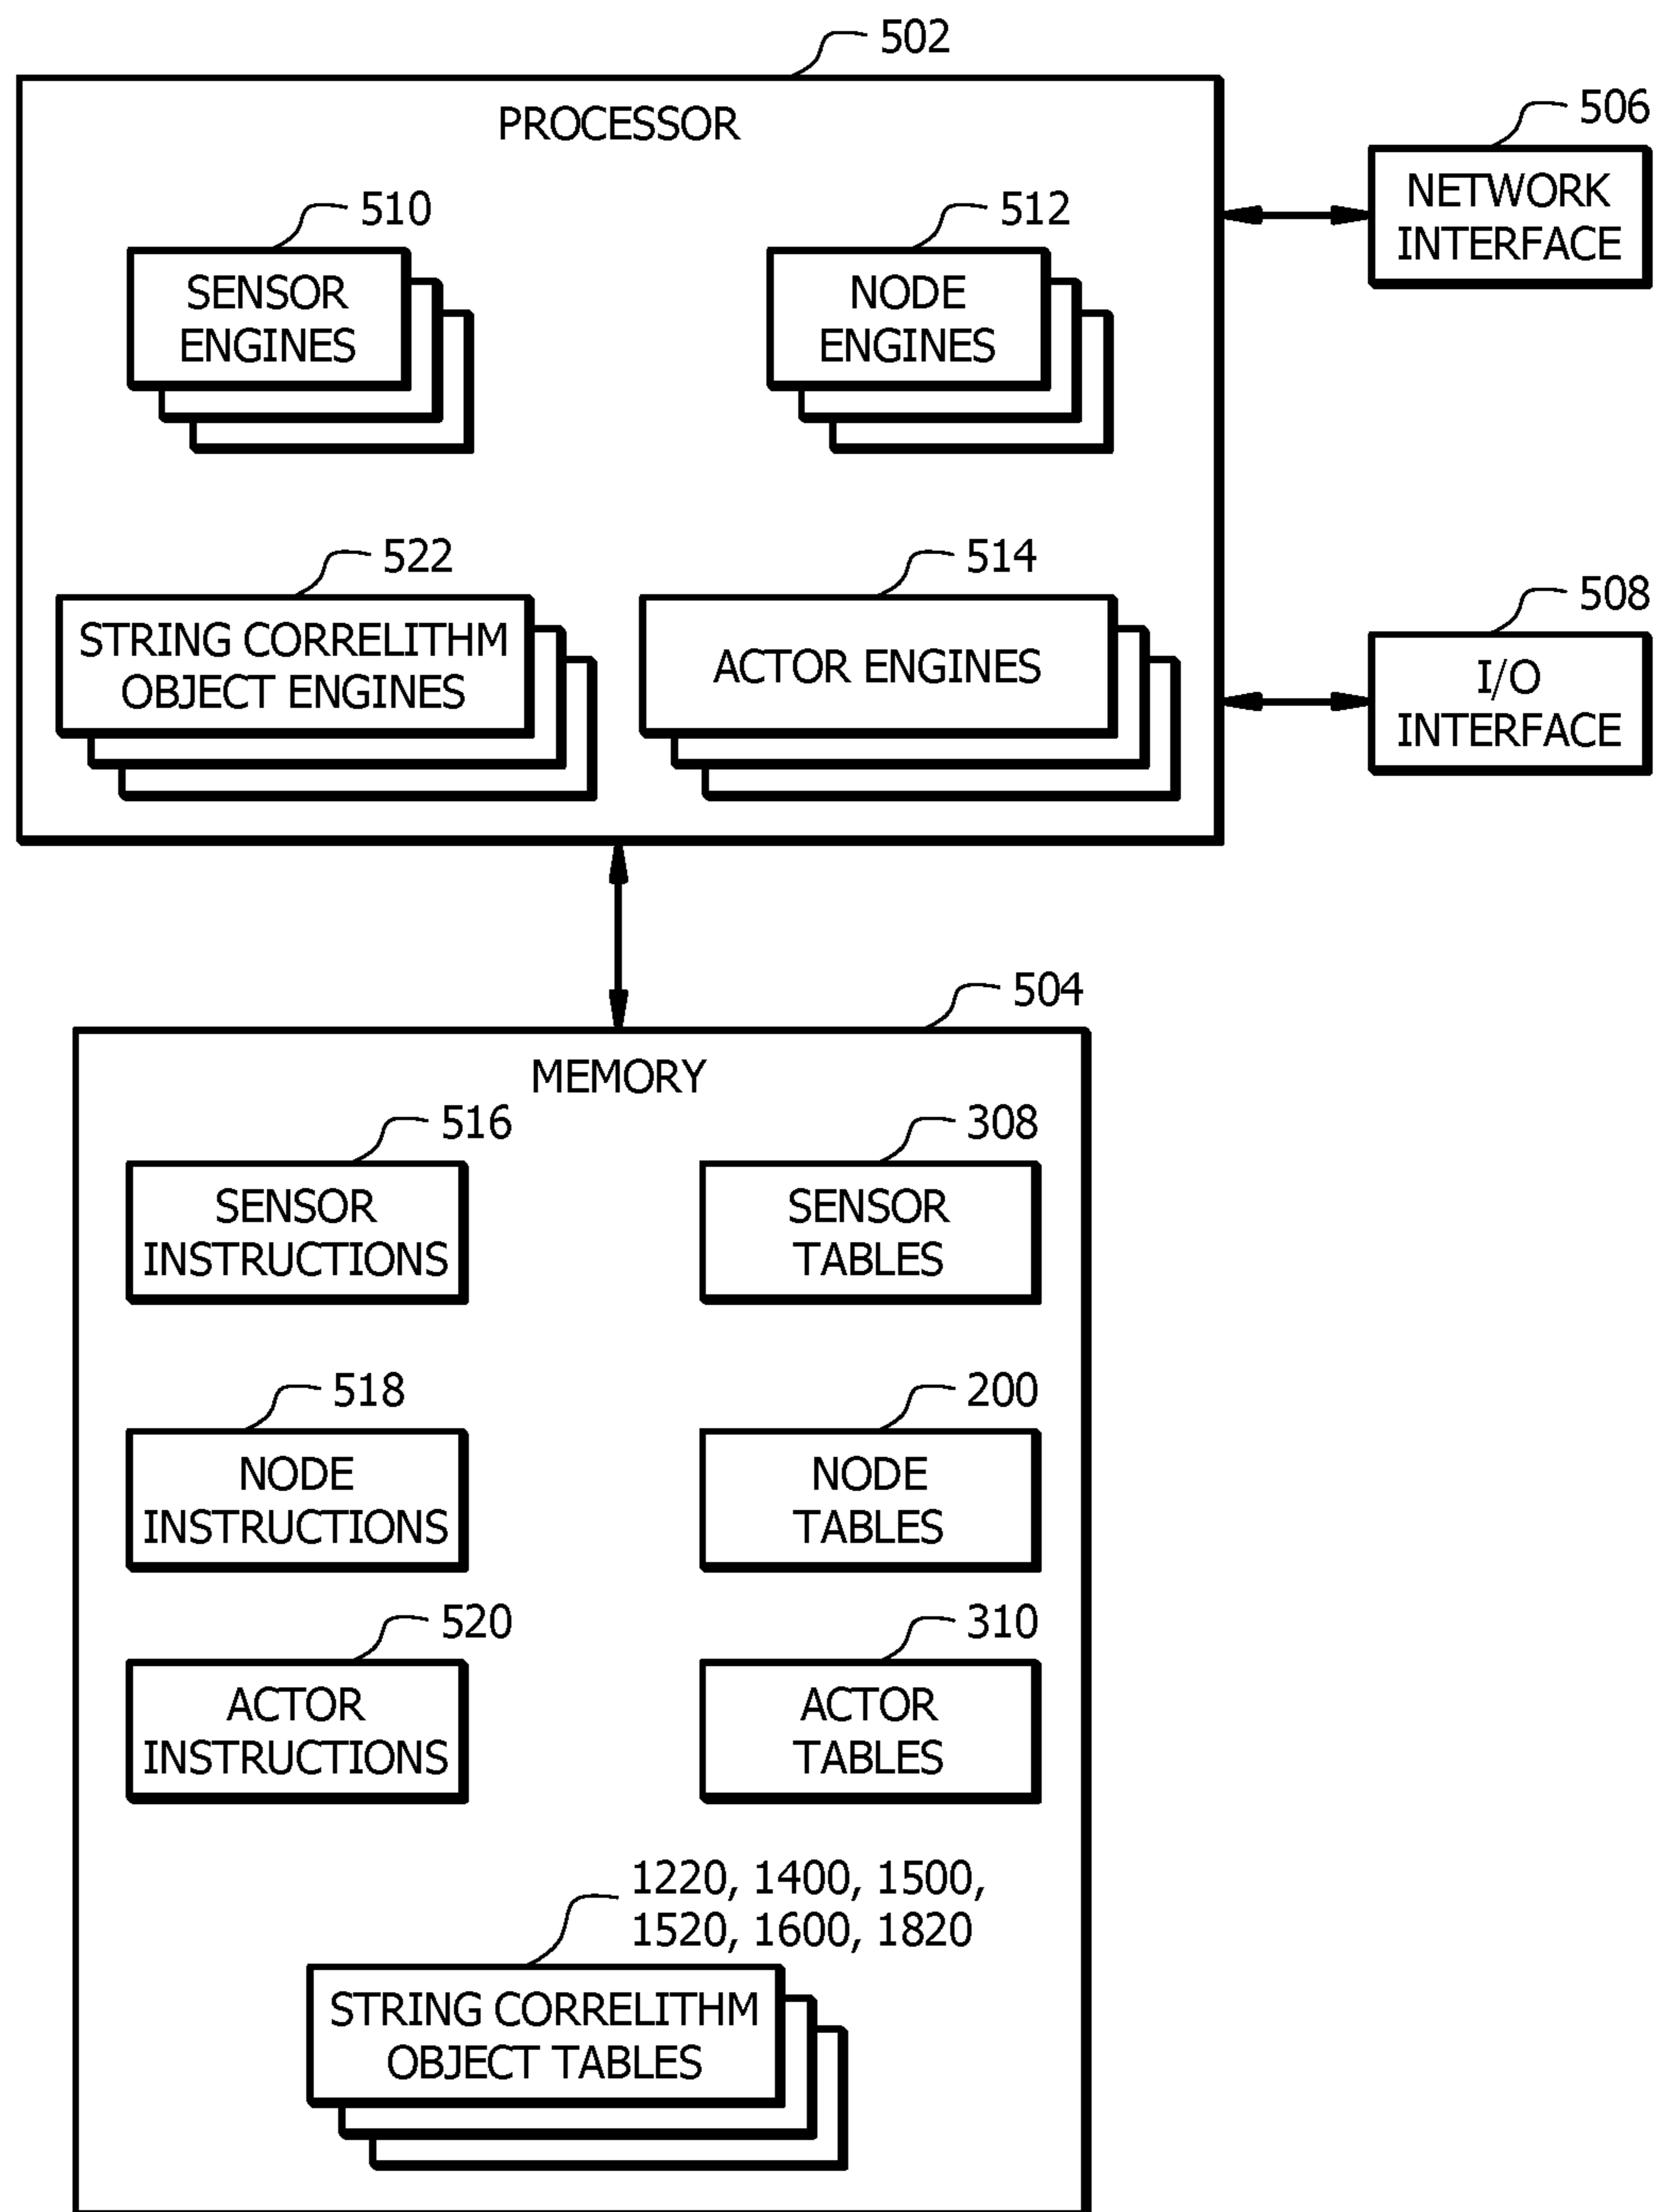 502
PROCESSOR
506
NETWORK
INTERFACE
510
SENSOR
ENGINES
512
NODE
ENGINES
522
STRING CORRELITHM
OBJECT ENGINES
514
ACTOR ENGINES
508
I/O
INTERFACE
504
MEMORY
516
SENSOR
INSTRUCTIONS
308
SENSOR
TABLES
518
NODE
INSTRUCTIONS
200
NODE
TABLES
520
ACTOR
INSTRUCTIONS
310
ACTOR
TABLES
1220, 1400, 1500,
1520, 1600, 1820
STRING CORRELITHM
OBJECT TABLES